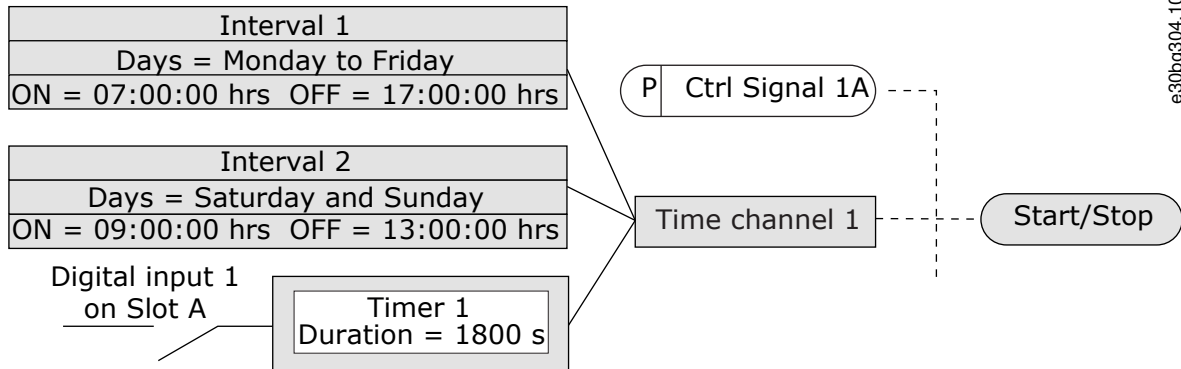 Interval 1
Days = Monday to Friday
ON = 07:00:00 hrs OFF = 17:00:00 hrs
P Ctrl Signal 1A
Interval 2
Days = Saturday and Sunday
ON = 09:00:00 hrs OFF = 13:00:00 hrs
Time channel 1
Start/Stop
Digital input 1
on Slot A
Timer 1
Duration = 1800 s
e30bg304.10